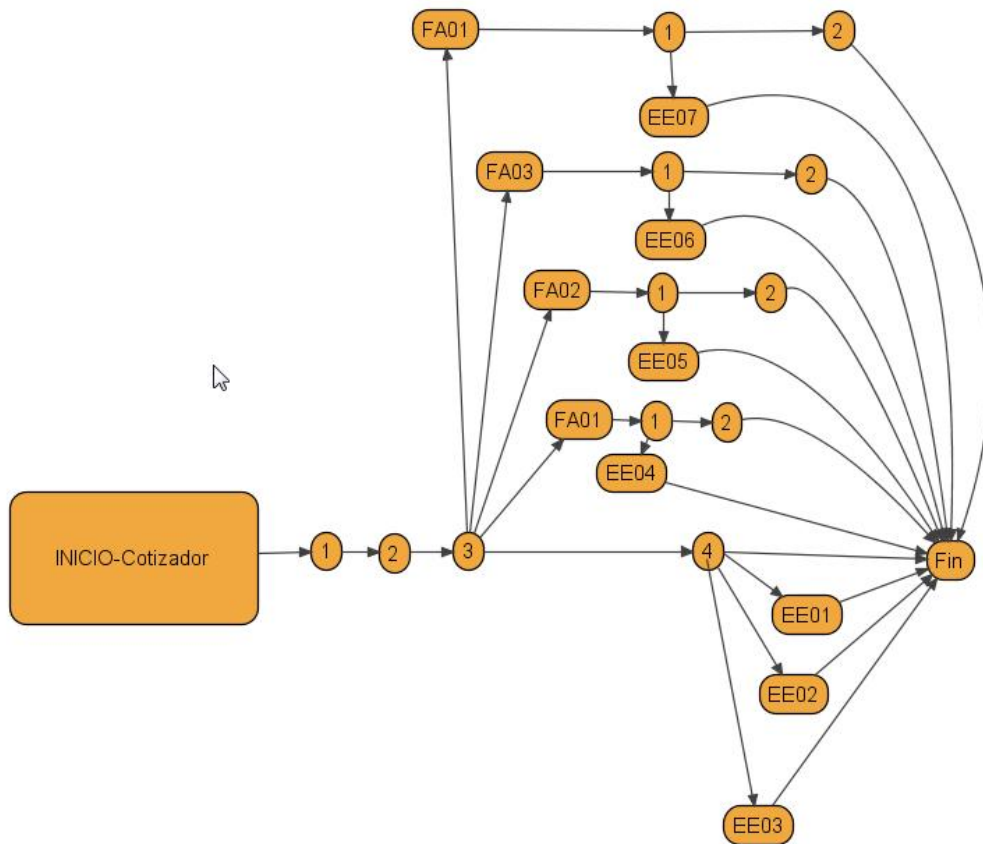 FA01
1
2
EE07
FA03
1
2
EE06
FA02
1
2
EE05
FA01
1
2
EE04
INICIO-Cotizador
1
2
3
4
Fin
EE01
EE02
EE03